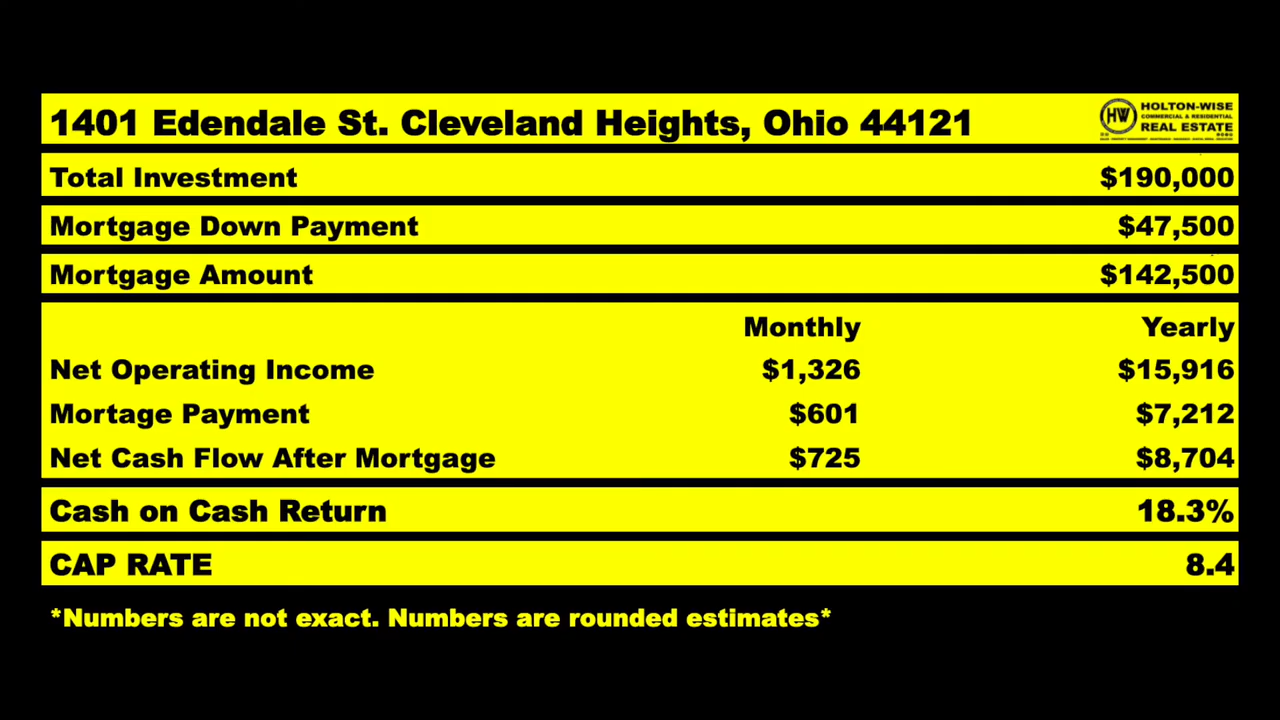 1401 Edendale St. Cleveland Heights, Ohio 44121
HOLTON-WISE
COMMERCIAL & RESIDENTIAL
REAL ESTATE
HW
Total Investment $190,000
Mortgage Down Payment $47,500
Mortgage Amount $142,500
Monthly Yearly
Net Operating Income $1,326 $15,916
Mortage Payment $601 $7,212
Net Cash Flow After Mortgage $725 $8,704
Cash on Cash Return 18.3%
CAP RATE 8.4
*Numbers are not exact. Numbers are rounded estimates*